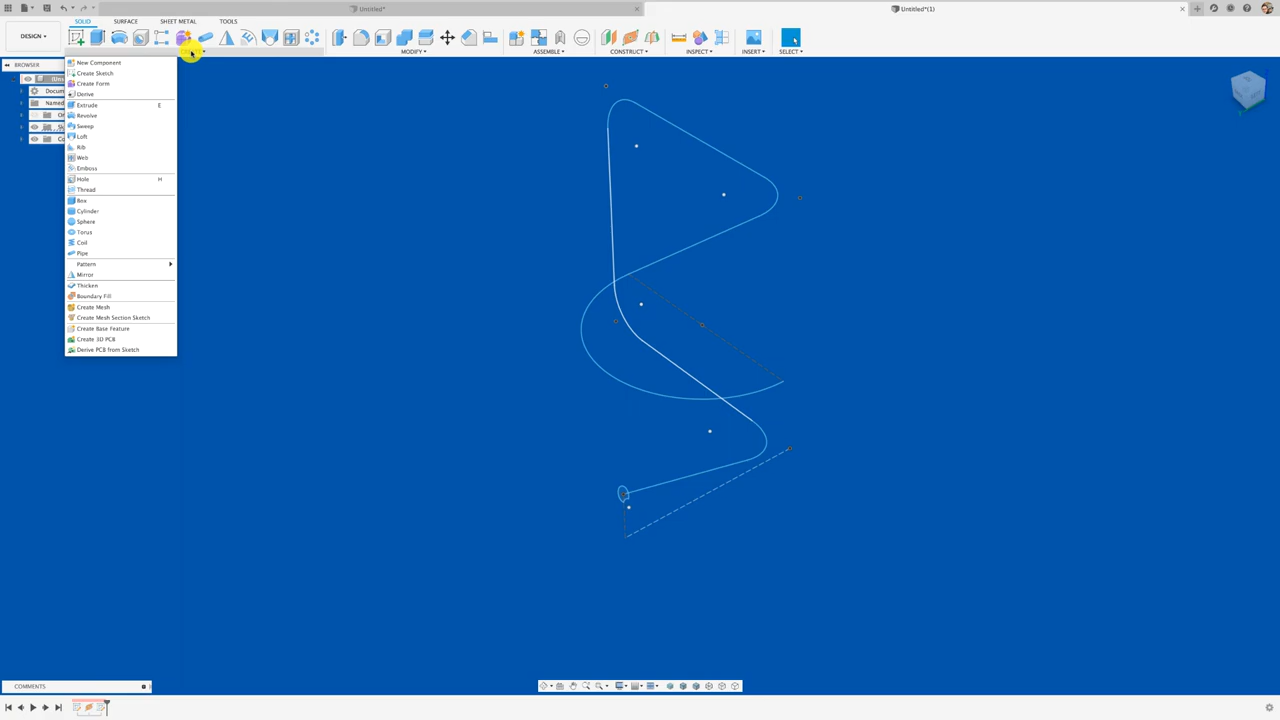 Untitled*
Untitled*(1)
SOLID
SURFACE
SHEET METAL
TOOLS
DESIGN
MODIFY
ASSEMBLE
CONSTRUCT
INSPECT
INSERT
SELECT
BROWSER
(Uns
Docum
Named
New Component
Create Sketch
Create Form
Derive
Extrude E
Revolve
Sweep
Loft
Rib
Web
Emboss
Hole H
Thread
Box
Cylinder
Sphere
Torus
Coil
Pipe
Pattern
Mirror
Thicken
Boundary Fill
Create Mesh
Create Mesh Section Sketch
Create Base Feature
Create 3D PCB
Derive PCB from Sketch
COMMENTS